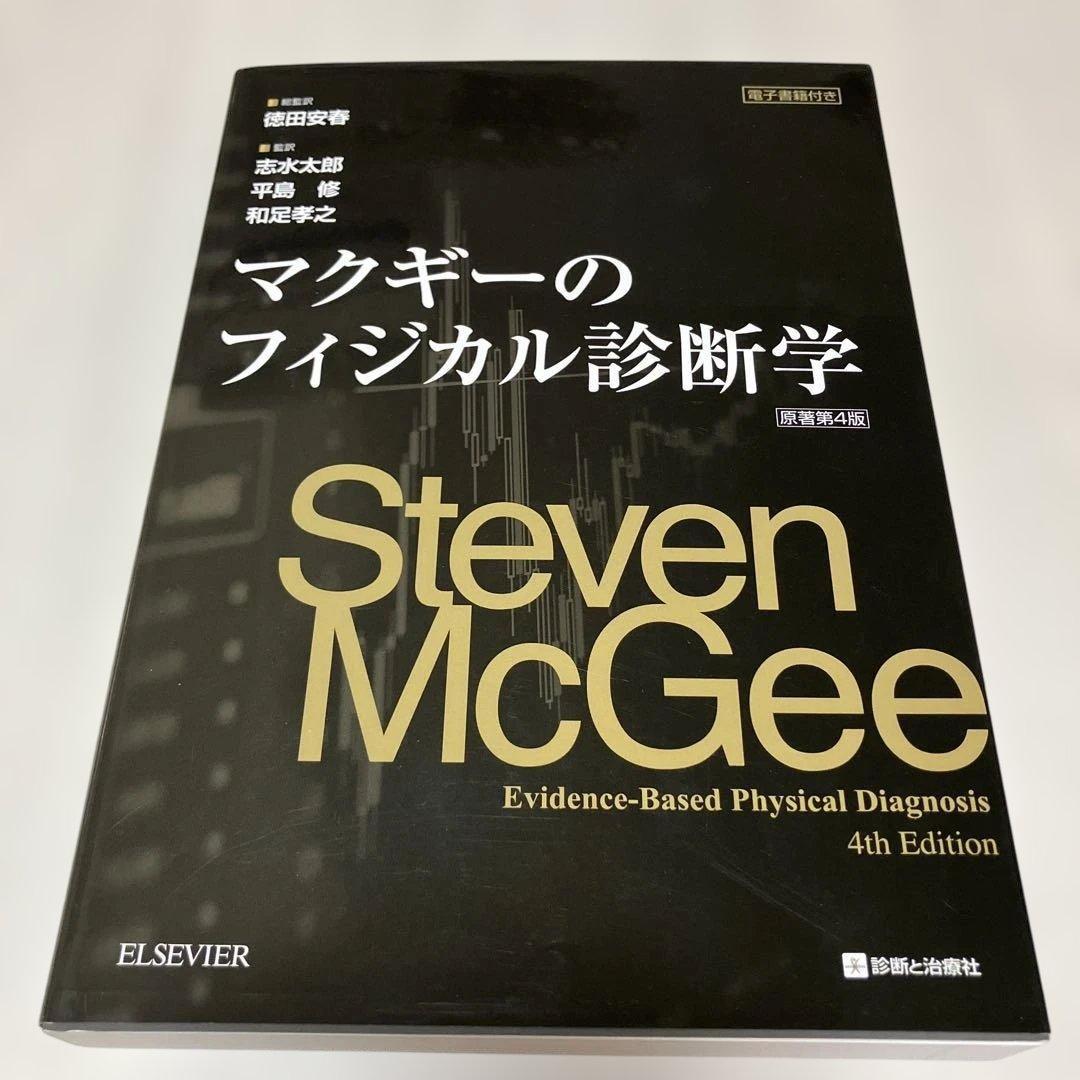 総監訳
徳田安春
監訳
志水太郎
平島 修
和足孝之
電子書籍付き
マクギーの
フィジカル診断学
原著第4版
Steven
McGee
Evidence-Based Physical Diagnosis
4th Edition
ELSEVIER
診断と治療社